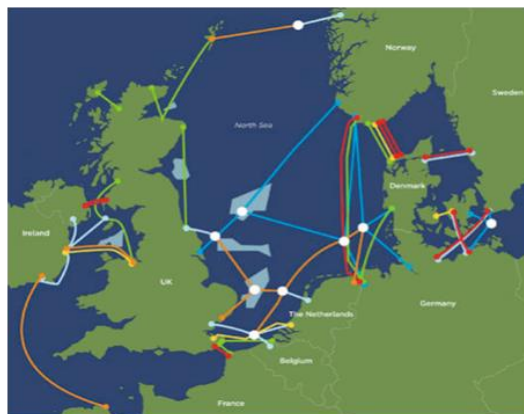 Norway
Sweden
North Sea
Denmark
Ireland
UK
Germany
The Netherlands
Belgium
France